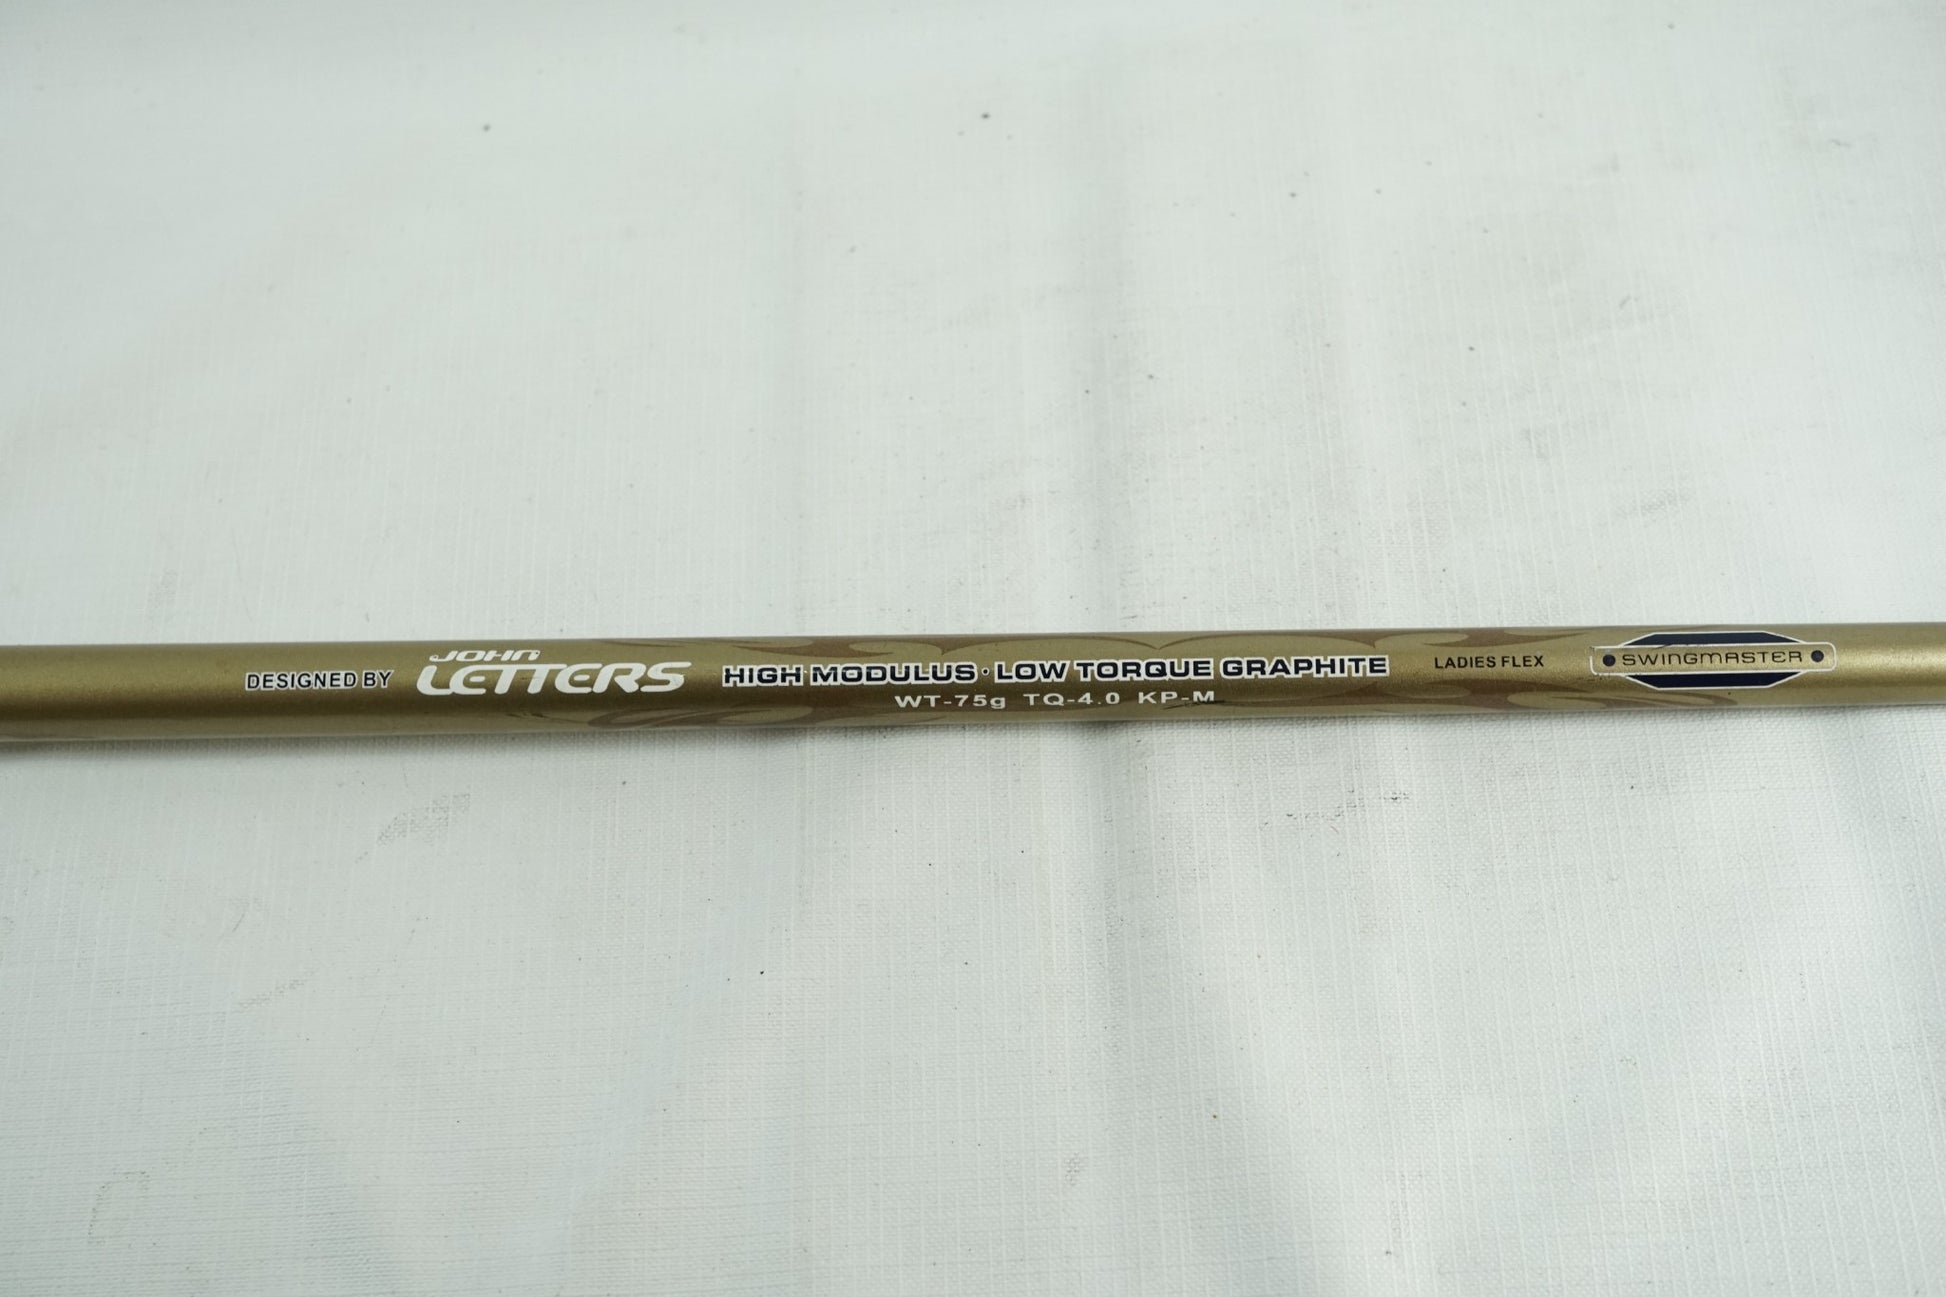 DESIGNED BY JOHN LETTERS HIGH MODULUS · LOW TORQUE GRAPHITE LADIES FLEX • SWINGMASTER •
WT-75g TQ-4.0 KP-M